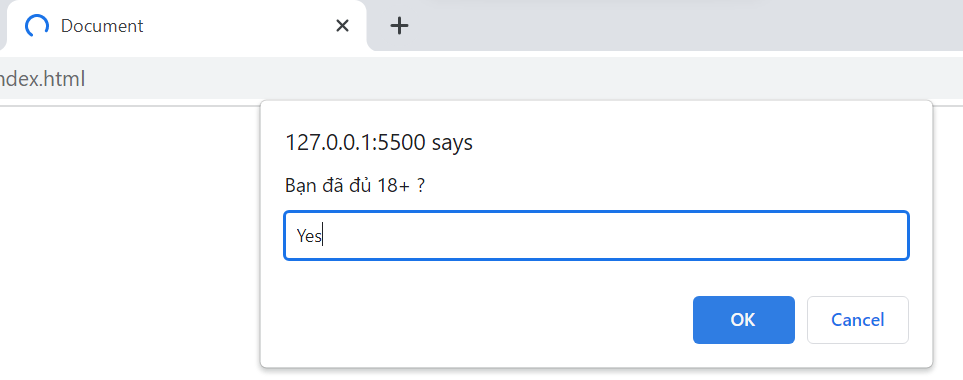 Document
ndex.html
127.0.0.1:5500 says
Bạn đã đủ 18+ ?
Yes
OK Cancel